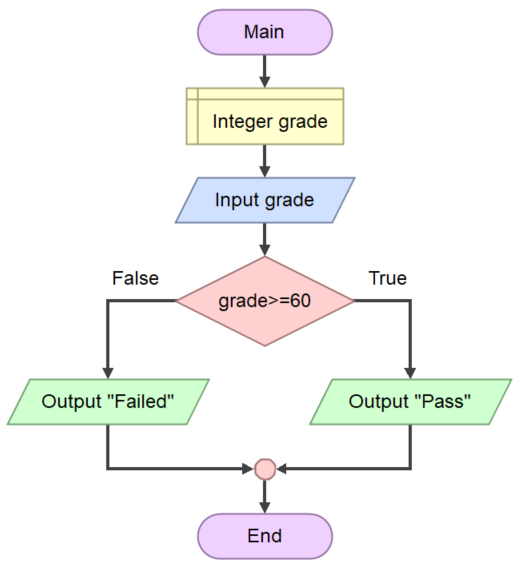 Main
Integer grade
Input grade
False
True
grade>=60
Output "Failed"
Output "Pass"
End